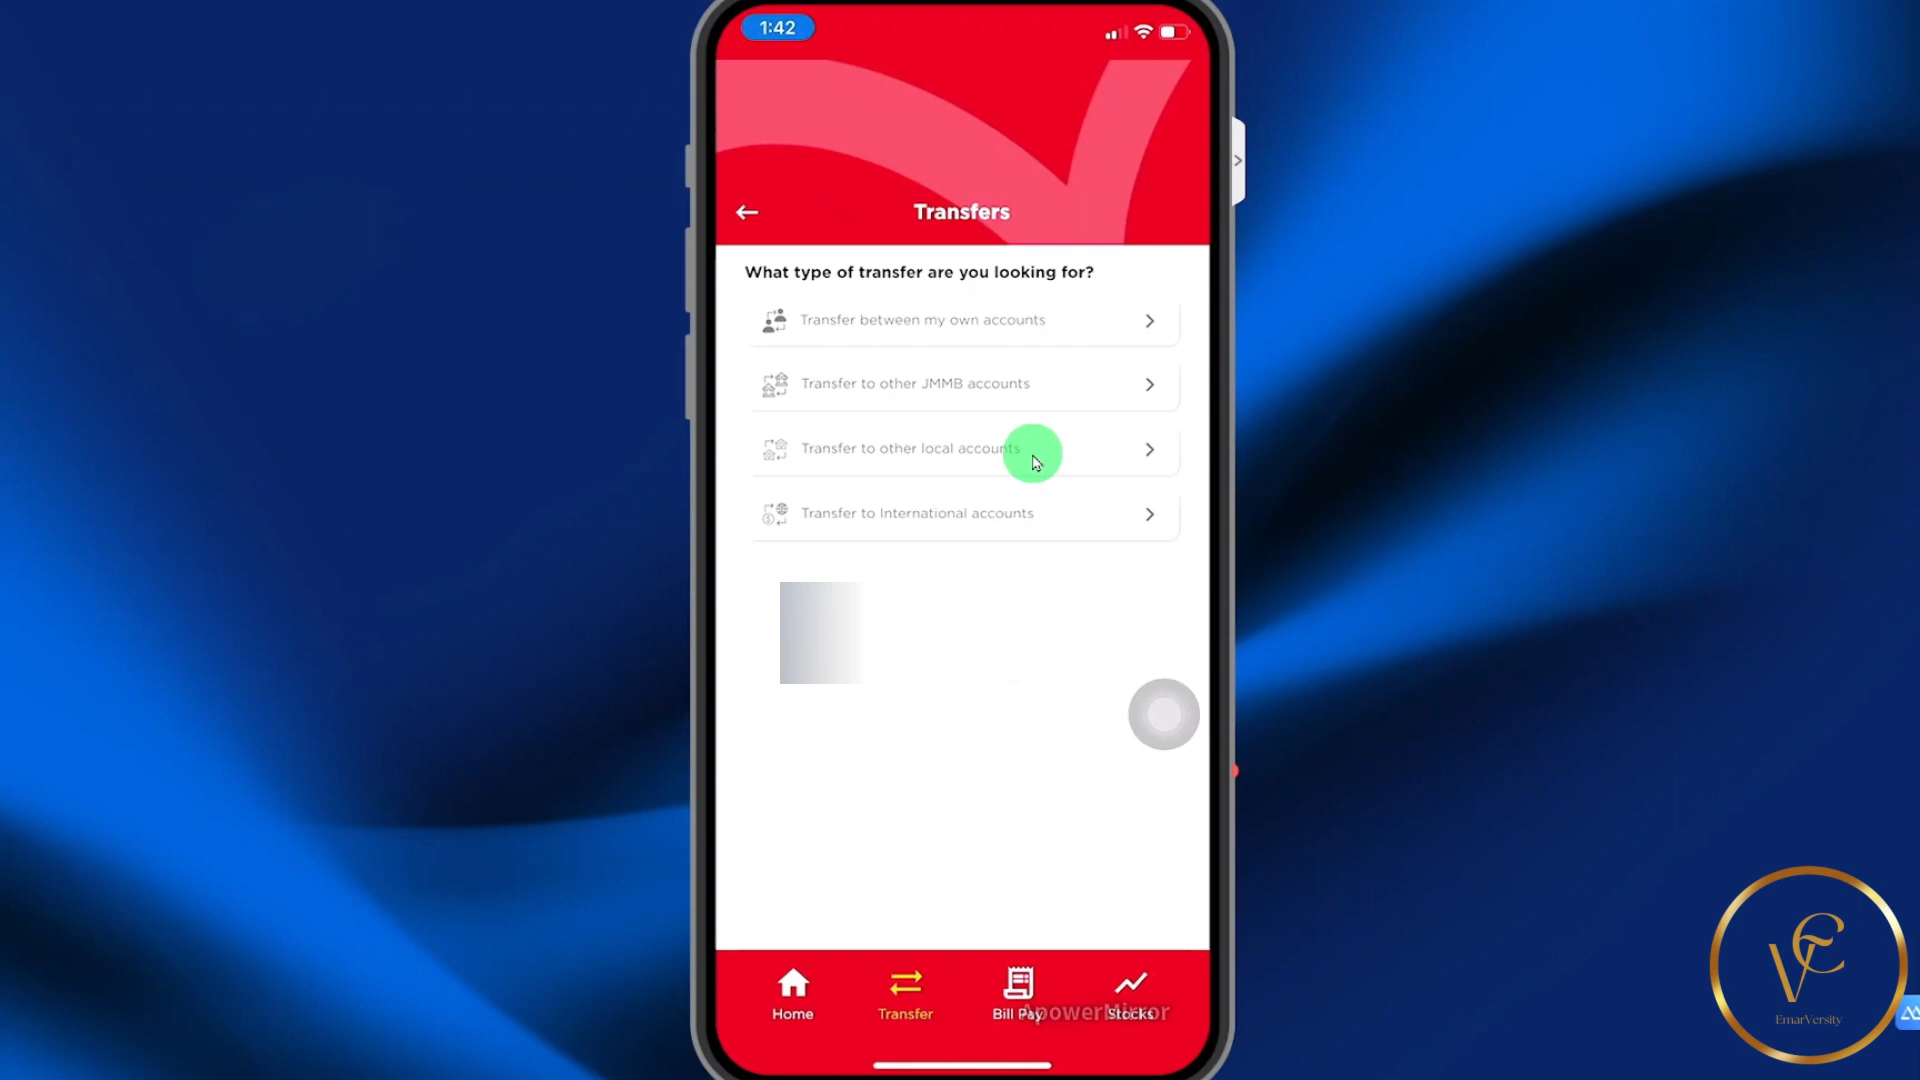 1:42
Transfers
What type of transfer are you looking for?
Transfer between my own accounts
Transfer to other JMMB accounts
Transfer to other local accounts
Transfer to International accounts
Home
Transfer
Bill Pay
Stocks
ApowerMirror
VE
EmarVersity